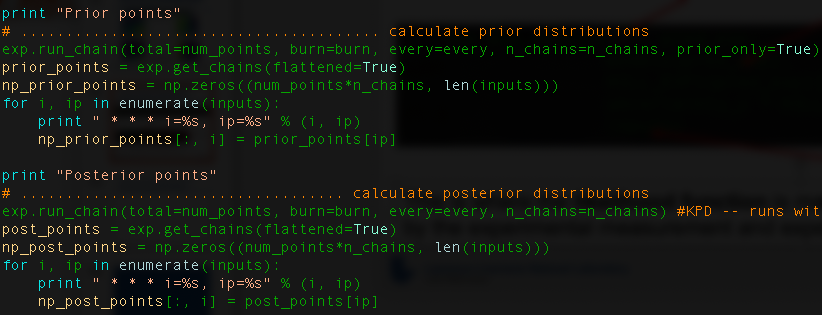 print "Prior points"
# ......................................... calculate prior distributions
exp.run_chain(total=num_points, burn=burn, every=every, n_chains=n_chains, prior_only=True)
prior_points = exp.get_chains(flattened=True)
np_prior_points = np.zeros((num_points*n_chains, len(inputs)))
for i, ip in enumerate(inputs):
    print " * * * i=%s, ip=%s" % (i, ip)
    np_prior_points[:, i] = prior_points[ip]

print "Posterior points"
# ..................................... calculate posterior distributions
exp.run_chain(total=num_points, burn=burn, every=every, n_chains=n_chains) #KPD -- runs wit
post_points = exp.get_chains(flattened=True)
np_post_points = np.zeros((num_points*n_chains, len(inputs)))
for i, ip in enumerate(inputs):
    print " * * * i=%s, ip=%s" % (i, ip)
    np_post_points[:, i] = post_points[ip]